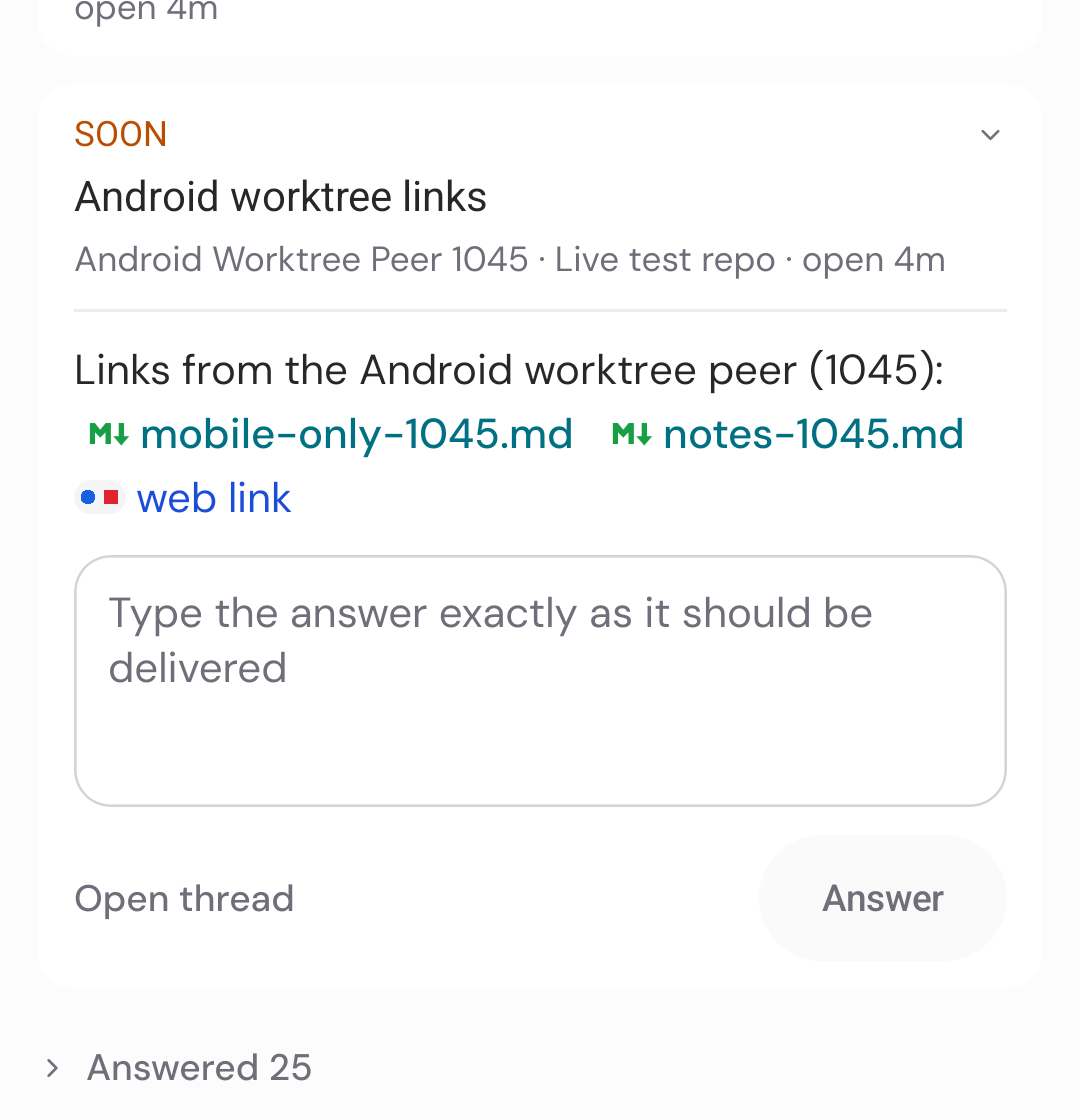 open 4m
SOON
Android worktree links
Android Worktree Peer 1045 · Live test repo · open 4m
Links from the Android worktree peer (1045):
M↓ mobile-only-1045.md M↓ notes-1045.md
web link
Type the answer exactly as it should be
delivered
Open thread
Answer
Answered 25